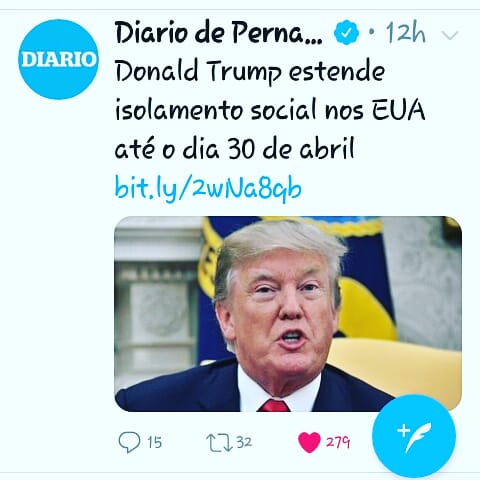 DIARIO
Diario de Perna... • 12h
Donald Trump estende
isolamento social nos EUA
até o dia 30 de abril
bit.ly/2wNa8qb
15 32 279